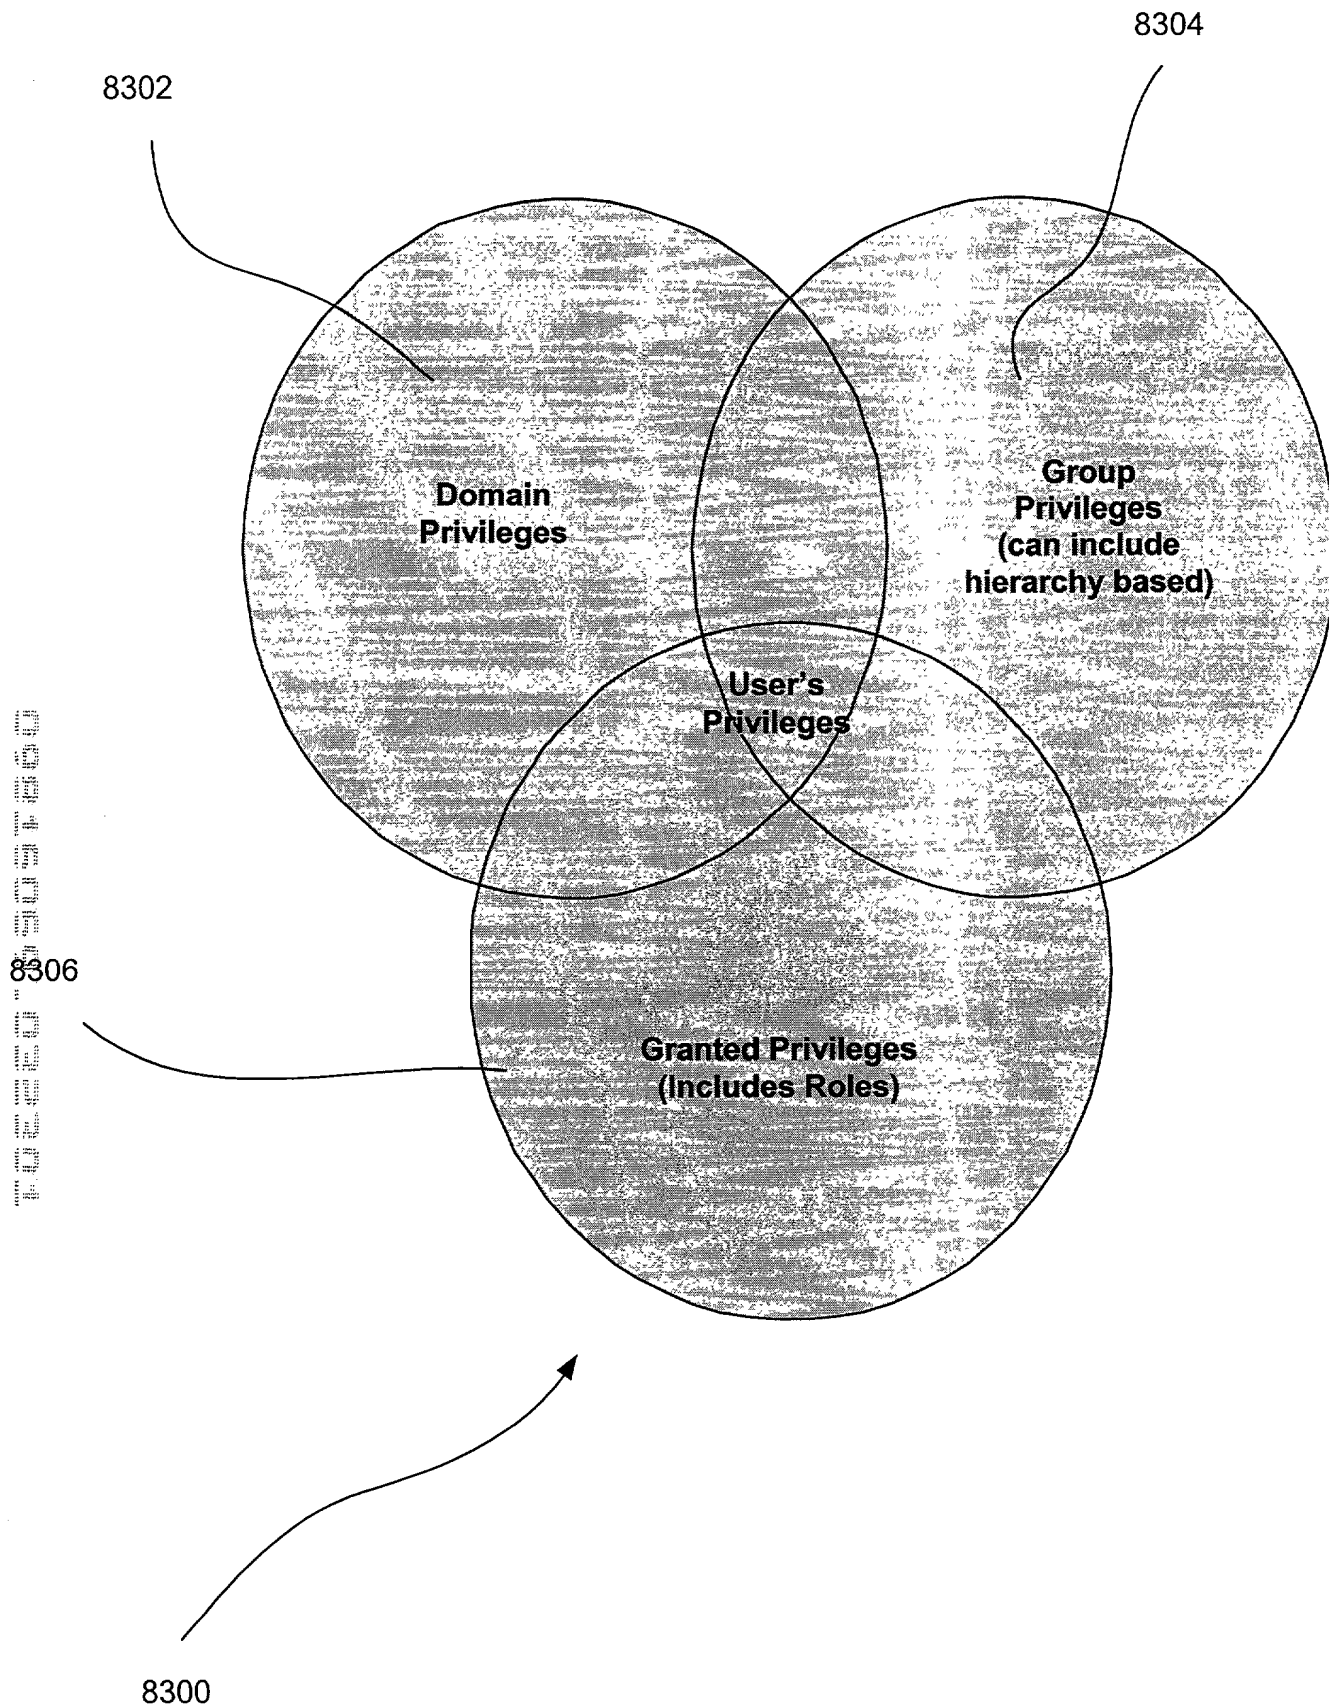 8304
8302
Domain
Privileges
Group
Privileges
(can include
hierarchy based)
User's
Privileges
8306
Granted Privileges
(Includes Roles)
8300